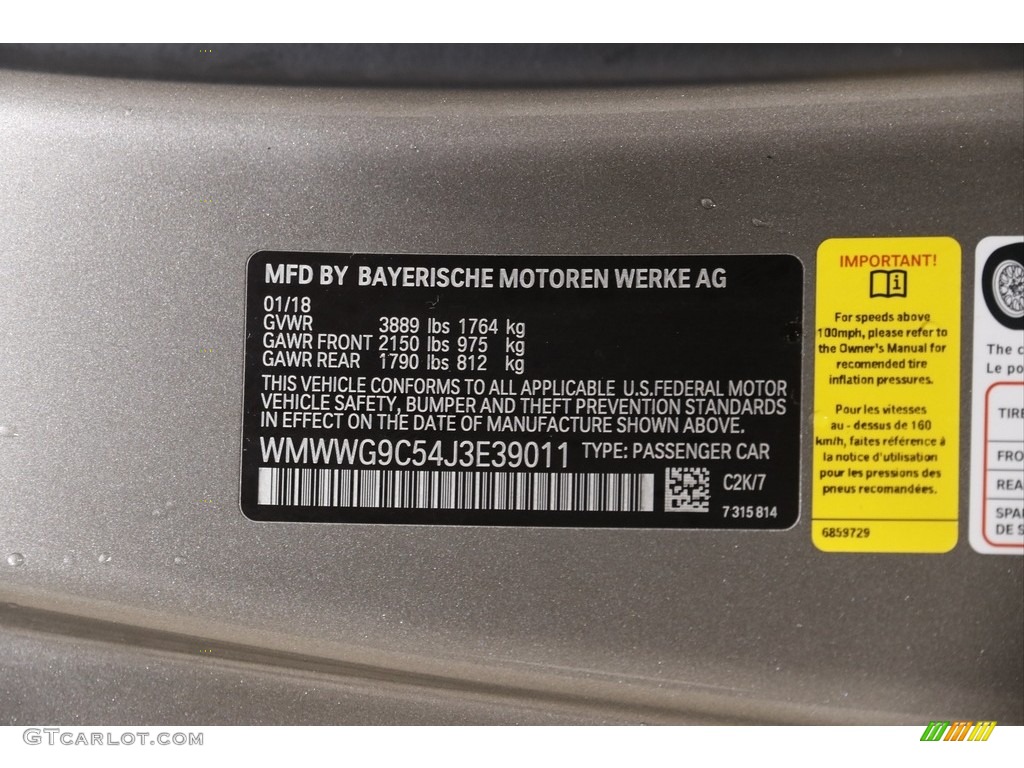 MFD BY BAYERISCHE MOTOREN WERKE AG
01/18
GVWR 3889 lbs 1764 kg
GAWR FRONT 2150 lbs 975 kg
GAWR REAR 1790 lbs 812 kg
THIS VEHICLE CONFORMS TO ALL APPLICABLE U.S.FEDERAL MOTOR
VEHICLE SAFETY, BUMPER AND THEFT PREVENTION STANDARDS
IN EFFECT ON THE DATE OF MANUFACTURE SHOWN ABOVE.
WMWWG9C54J3E39011 TYPE: PASSENGER CAR
C2K/7
7 315 814
IMPORTANT!
For speeds above
100mph, please refer to
the Owner's Manual for
recomended tire
inflation pressures.
Pour les vitesses
au - dessus de 160
km/h, faites référence à
la notice d'utilisation
pour les pressions des
pneus recomandées.
6859729
The c
Le po
TIRE
FRO
REA
SPAR
DE S
GTCARLOT.COM